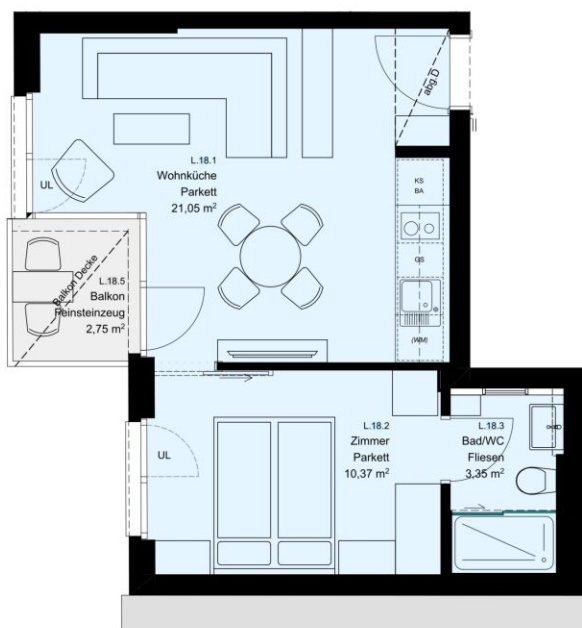 abg.D
L.18.1
Wohnküche
Parkett
21,05 m²
UL
KS
BA
GS
(WM)
Balkon Decke
L.18.5
Balkon
Feinsteinzeug
2,75 m²
L.18.2
Zimmer
Parkett
10,37 m²
UL
L.18.3
Bad/WC
Fliesen
3,35 m²